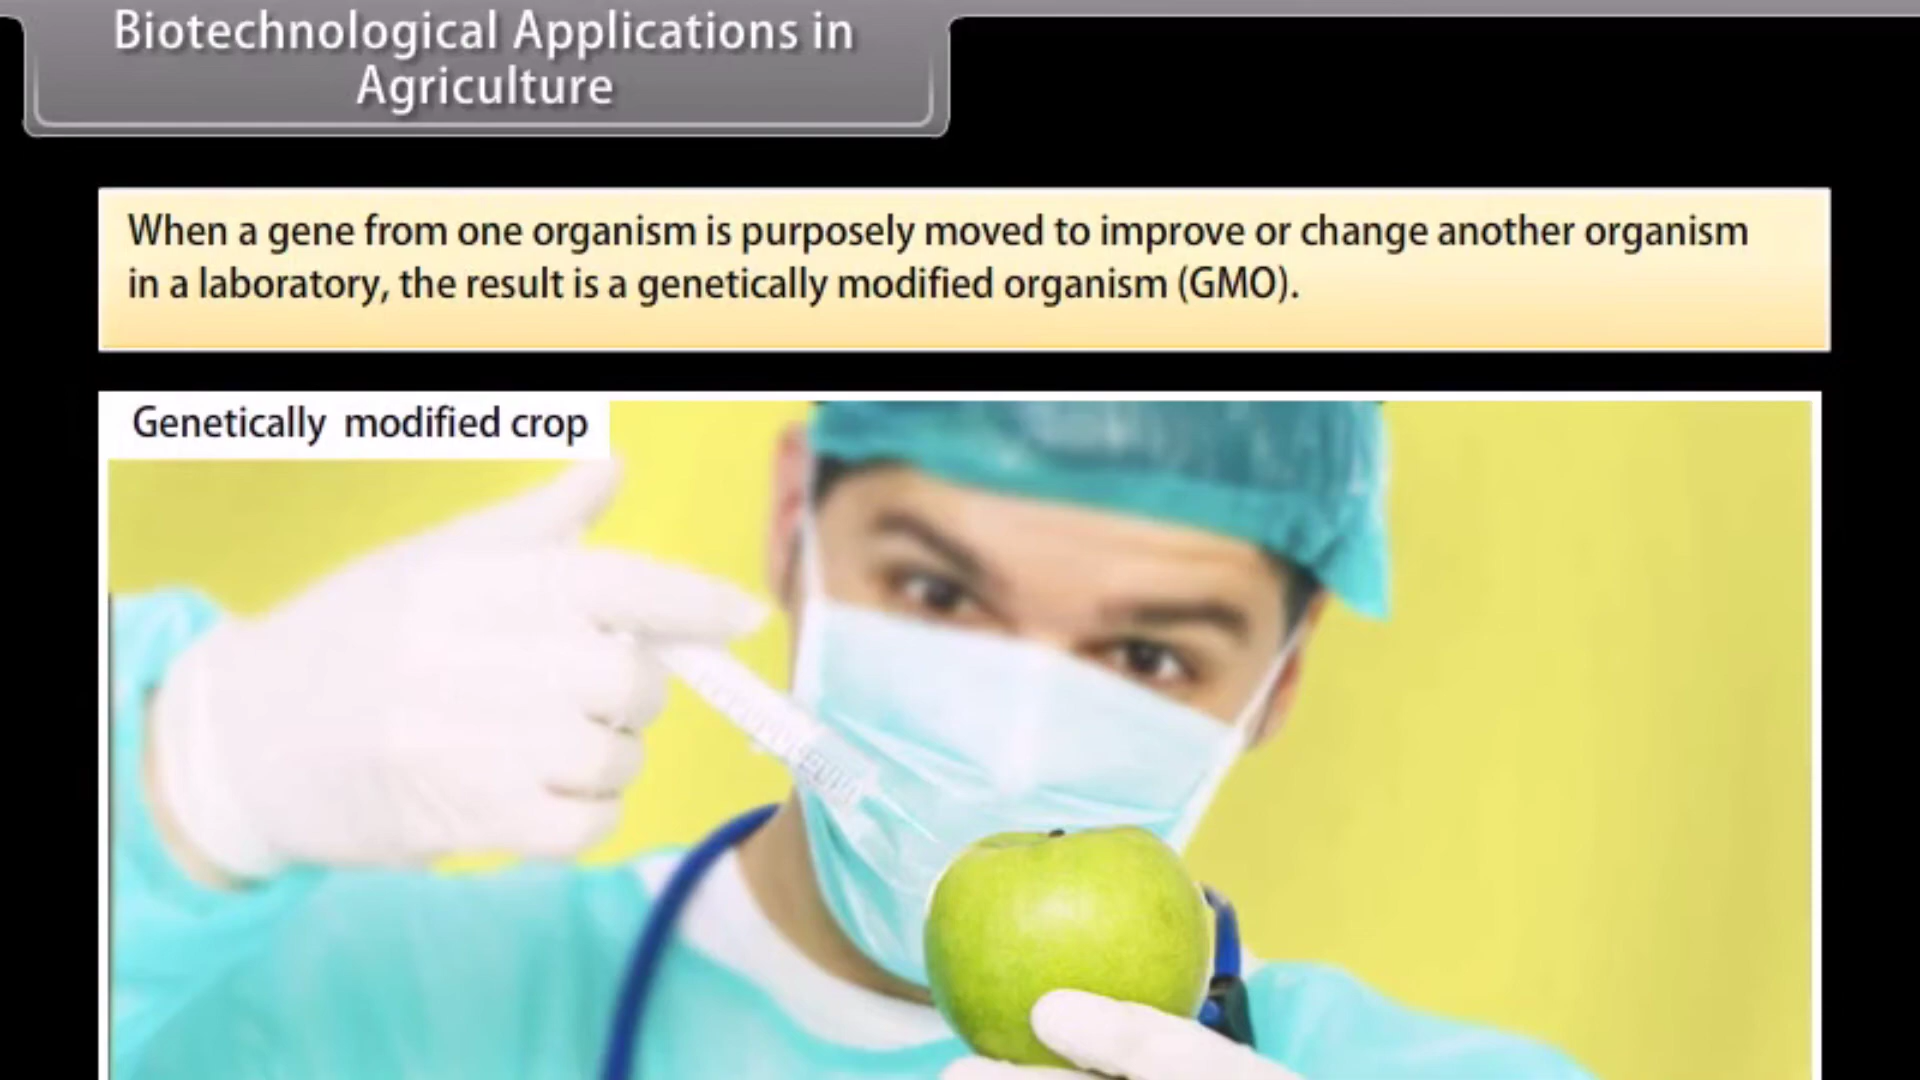 Biotechnological Applications in
Agriculture
When a gene from one organism is purposely moved to improve or change another organism
in a laboratory, the result is a genetically modified organism (GMO).
Genetically modified crop